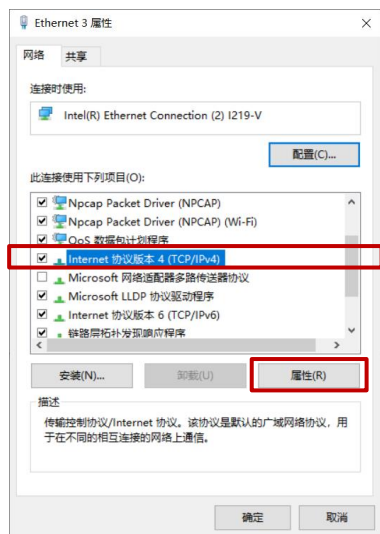 Ethernet 3 属性
网络 共享
连接时使用:
Intel(R) Ethernet Connection (2) I219-V
配置(C)...
此连接使用下列项目(O):
Npcap Packet Driver (NPCAP)
Npcap Packet Driver (NPCAP) (Wi-Fi)
QoS 数据包计划程序
Internet 协议版本 4 (TCP/IPv4)
Microsoft 网络适配器多路传送器协议
Microsoft LLDP 协议驱动程序
Internet 协议版本 6 (TCP/IPv6)
链路层拓扑发现响应程序
安装(N)... 卸载(U) 属性(R)
描述
传输控制协议/Internet 协议。该协议是默认的广域网络协议，用
于在不同的相互连接的网络上通信。
确定 取消